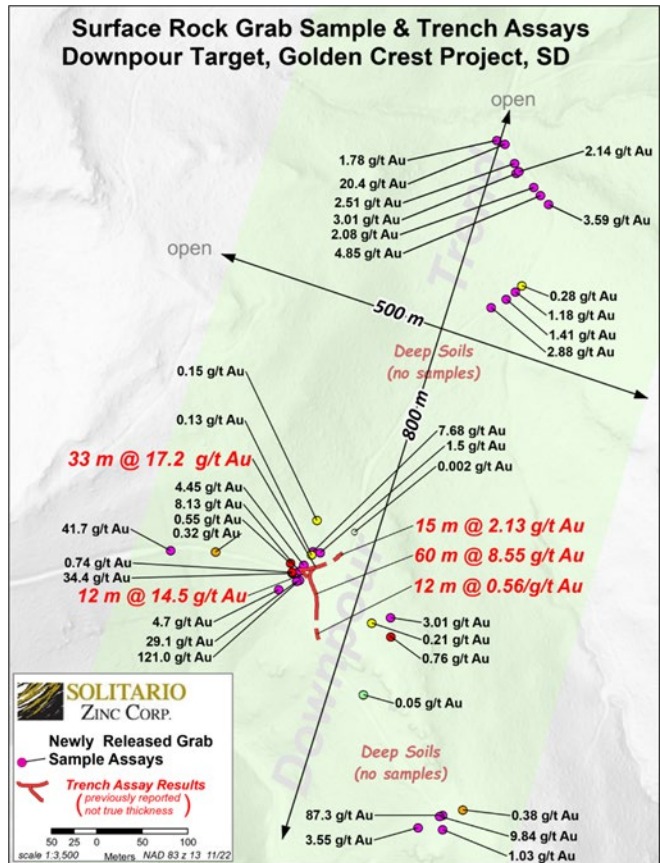 Surface Rock Grab Sample & Trench Assays
Downpour Target, Golden Crest Project, SD
open
1.78 g/t Au
2.14 g/t Au
20.4 g/t Au
2.51 g/t Au
3.01 g/t Au
2.08 g/t Au
4.85 g/t Au
3.59 g/t Au
Trend
open
500 m
0.28 g/t Au
1.18 g/t Au
1.41 g/t Au
2.88 g/t Au
Deep Soils
(no samples)
0.15 g/t Au
800 m
0.13 g/t Au
7.68 g/t Au
1.5 g/t Au
0.002 g/t Au
33 m @ 17.2 g/t Au
4.45 g/t Au
8.13 g/t Au
0.55 g/t Au
0.32 g/t Au
41.7 g/t Au
15 m @ 2.13 g/t Au
60 m @ 8.55 g/t Au
12 m @ 0.56/g/t Au
0.74 g/t Au
34.4 g/t Au
12 m @ 14.5 g/t Au
4.7 g/t Au
29.1 g/t Au
121.0 g/t Au
3.01 g/t Au
0.21 g/t Au
0.76 g/t Au
Downpour
0.05 g/t Au
Deep Soils
(no samples)
87.3 g/t Au
3.55 g/t Au
0.38 g/t Au
9.84 g/t Au
1.03 g/t Au
SOLITARIO
ZINC CORP.
Newly Released Grab
Sample Assays
Trench Assay Results
(previously reported
not true thickness)
50 25 0 50 100
scale 1:3,500 Meters NAD 83 z 13 11/22